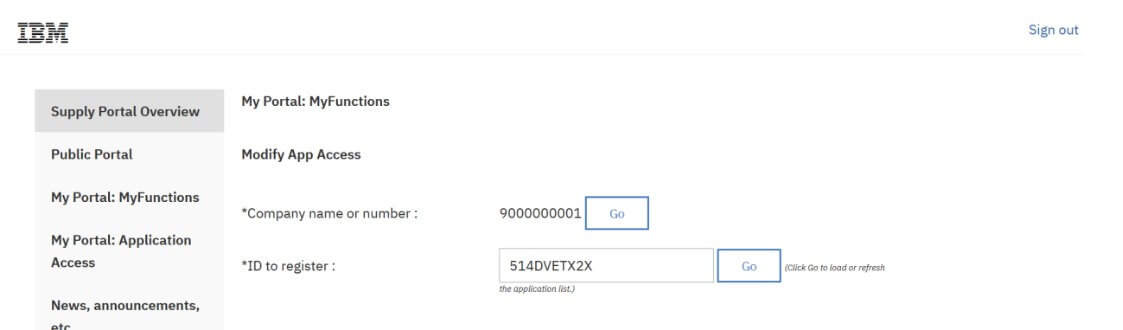 IBM
Sign out
Supply Portal Overview
Public Portal
My Portal: MyFunctions
My Portal: Application
Access
News, announcements,
etc
My Portal: MyFunctions
Modify App Access
*Company name or number :
9000000001 Go
*ID to register :
514DVETX2X Go (Click Go to load or refresh
the application list.)